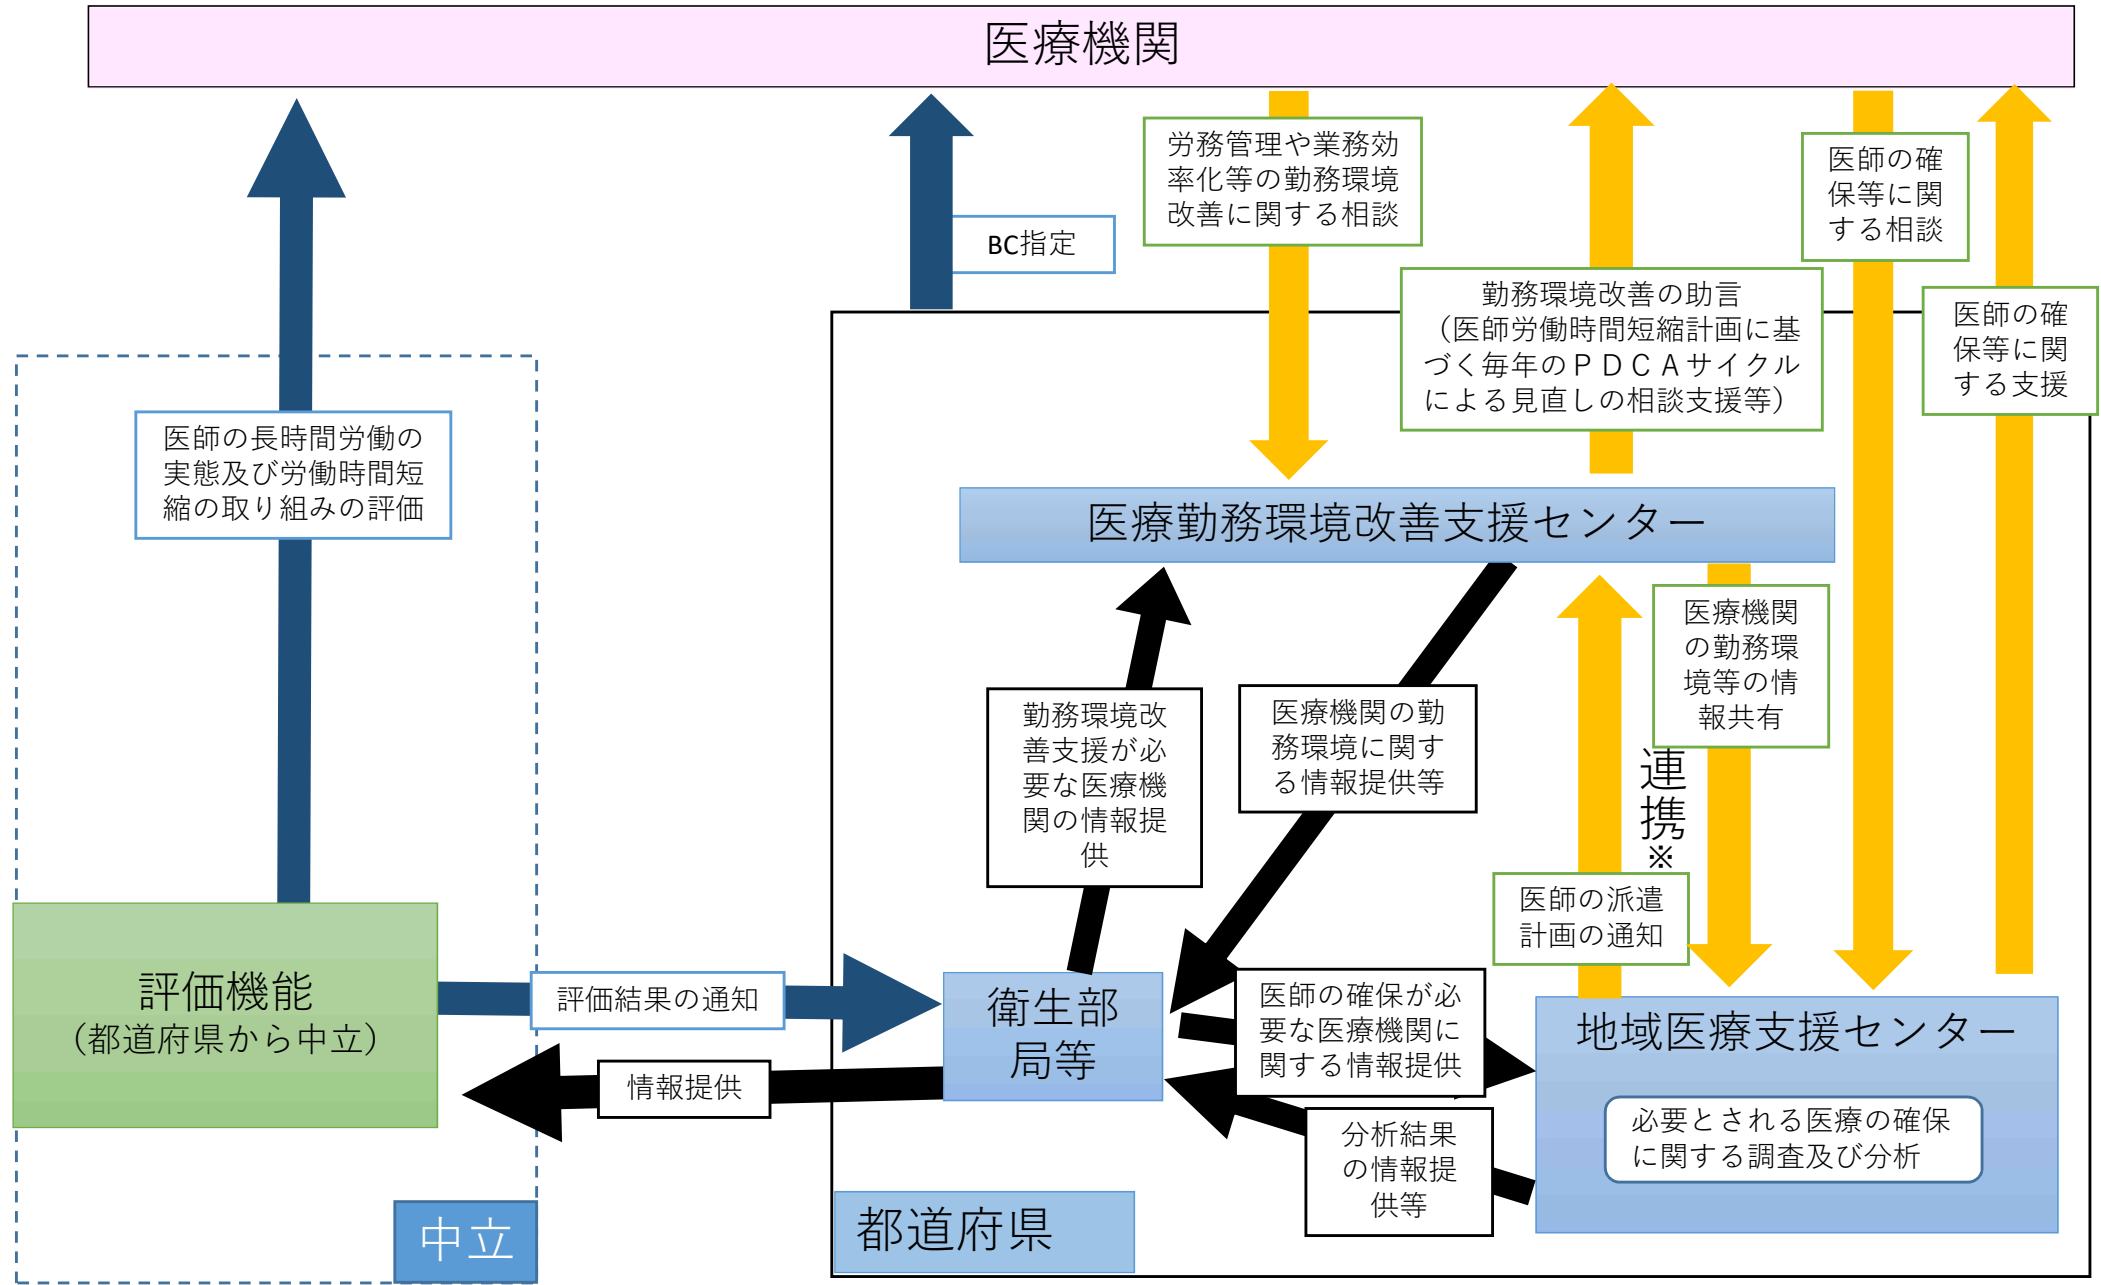 医療機関
労務管理や業務効
率化等の勤務環境
改善に関する相談
医師の確
保等に関
する相談
BC指定
勤務環境改善の助言
（医師労働時間短縮計画に基
づく毎年のＰＤＣＡサイクル
による見直しの相談支援等）
医師の確
保等に関
する支援
医師の長時間労働の
実態及び労働時間短
縮の取り組みの評価
医療勤務環境改善支援センター
医療機関
の勤務環
境等の情
報共有
勤務環境改
善支援が必
要な医療機
関の情報提
供
医療機関の勤
務環境に関す
る情報提供等
連携※
医師の派遣
計画の通知
評価機能
（都道府県から中立）
評価結果の通知
情報提供
衛生部
局等
医師の確保が必
要な医療機関に
関する情報提供
分析結果
の情報提
供等
地域医療支援センター
必要とされる医療の確保
に関する調査及び分析
中立
都道府県